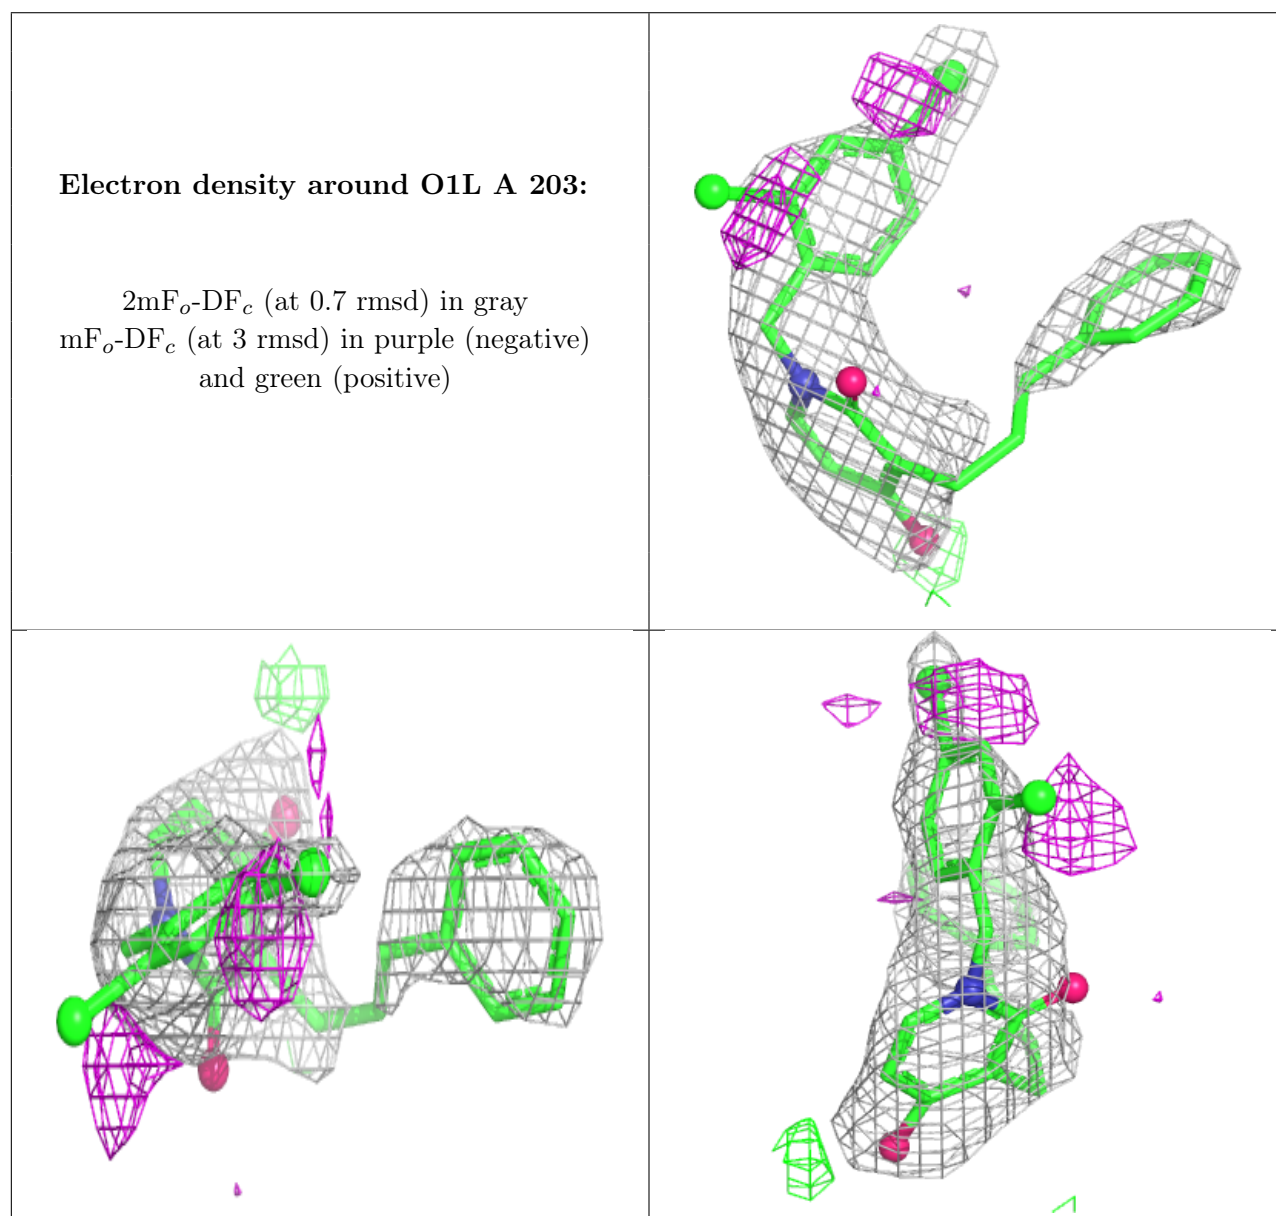 Electron density around O1L A 203:
2mFo-DFc (at 0.7 rmsd) in gray
mFo-DFc (at 3 rmsd) in purple (negative)
and green (positive)